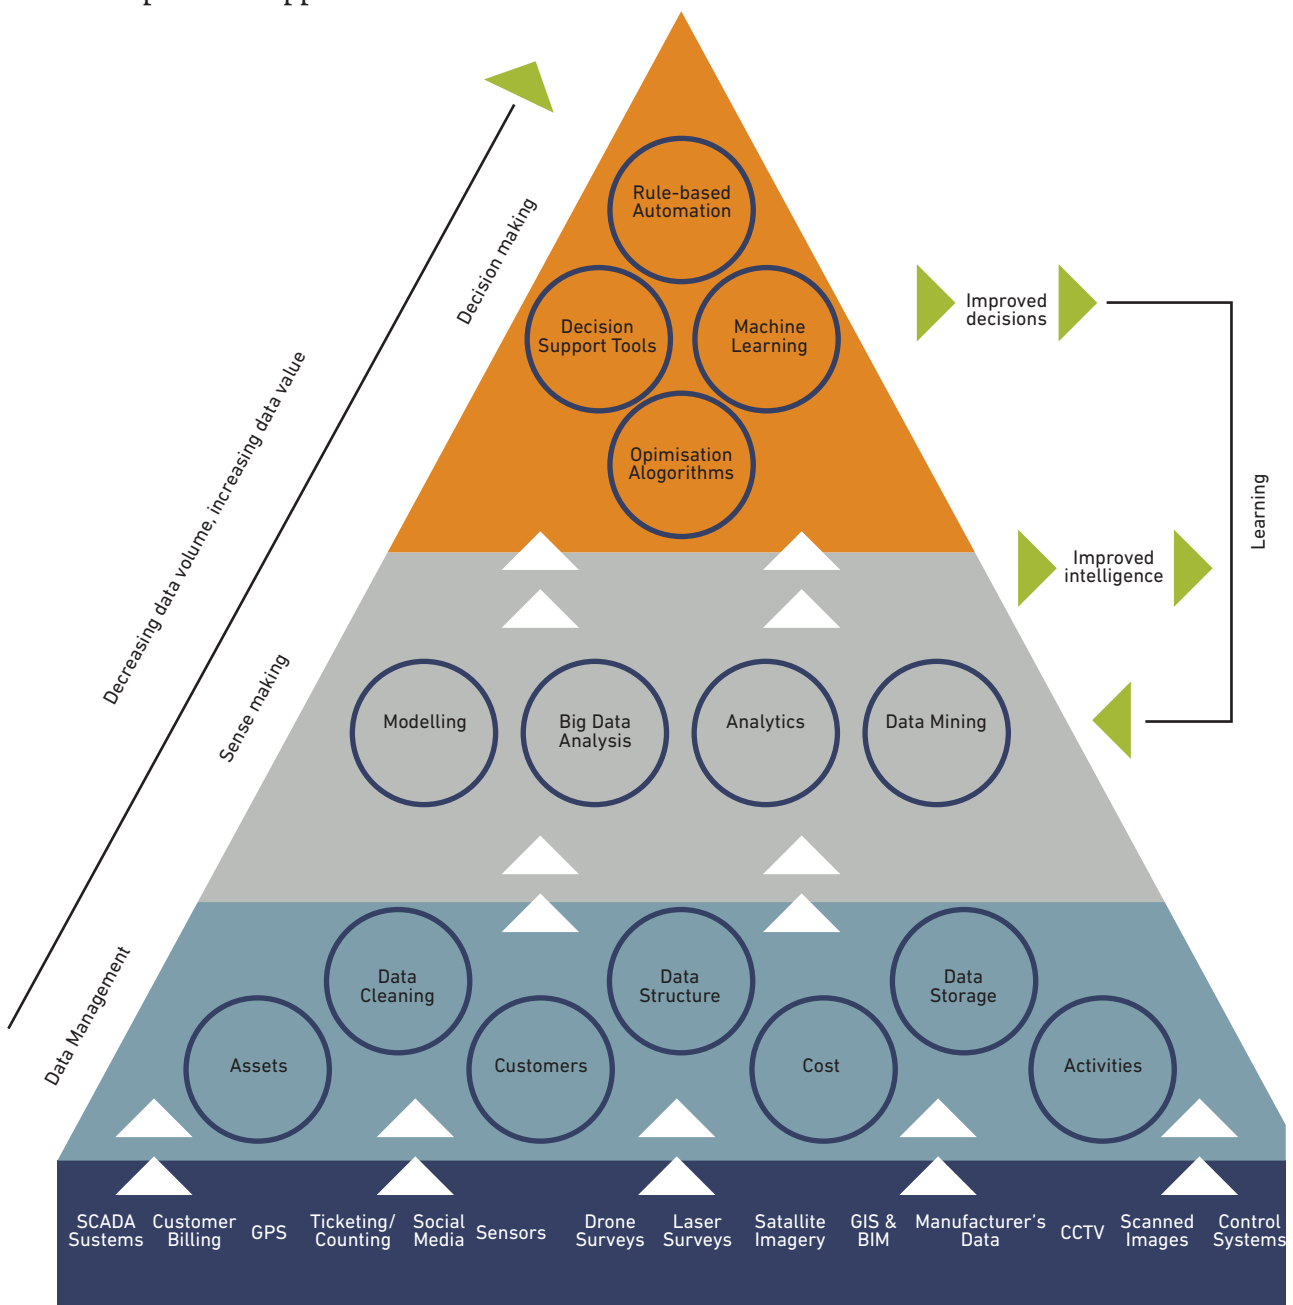 Rule-based
Automation
Decision
Support Tools
Machine
Learning
Opimisation
Alogorithms
Decision making
Decreasing data volume, increasing data value
Improved
decisions
Improved
intelligence
Learning
Sense making
Modelling
Big Data
Analysis
Analytics
Data Mining
Data Management
Data
Cleaning
Data
Structure
Data
Storage
Assets
Customers
Cost
Activities
SCADA
Sustems
Customer
Billing
GPS
Ticketing/
Counting
Social
Media
Sensors
Drone
Surveys
Laser
Surveys
Satallite
Imagery
GIS &
BIM
Manufacturer's
Data
CCTV
Scanned
Images
Control
Systems